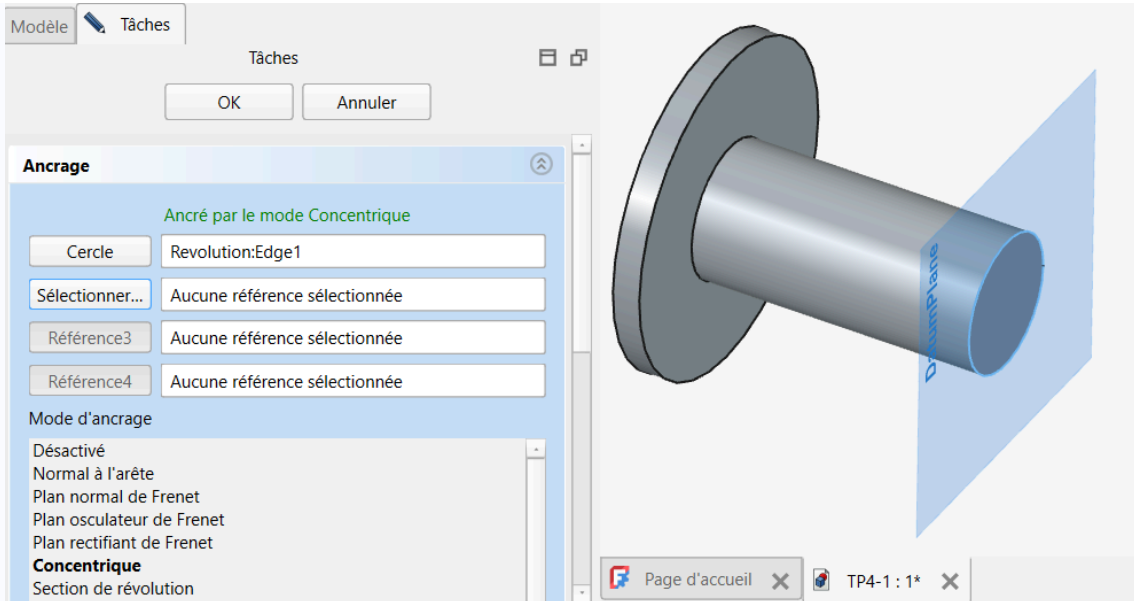 Modèle
Tâches
Tâches
OK
Annuler
Ancrage
Ancré par le mode Concentrique
Cercle
Revolution:Edge1
Sélectionner...
Aucune référence sélectionnée
Référence3
Aucune référence sélectionnée
Référence4
Aucune référence sélectionnée
Mode d'ancrage
Désactivé
Normal à l'arête
Plan normal de Frenet
Plan osculateur de Frenet
Plan rectifiant de Frenet
Concentrique
Section de révolution
DatumPlane
Page d'accueil
TP4-1 : 1*